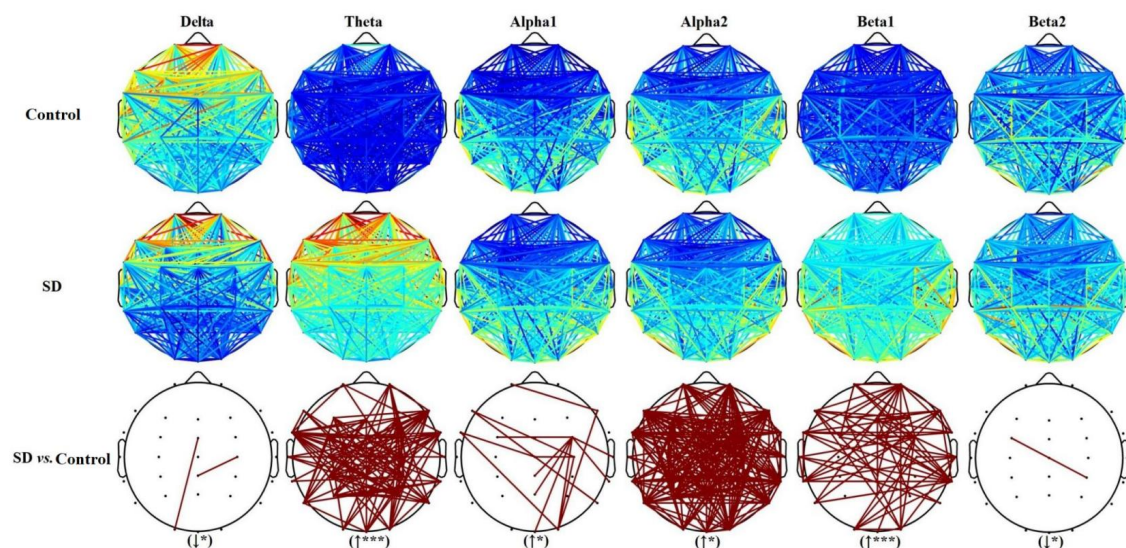 Delta Theta Alpha1 Alpha2 Beta1 Beta2
Control
SD
SD vs. Control
(↓*) (↑***) (↑*) (↑*) (↑***) (↓*)